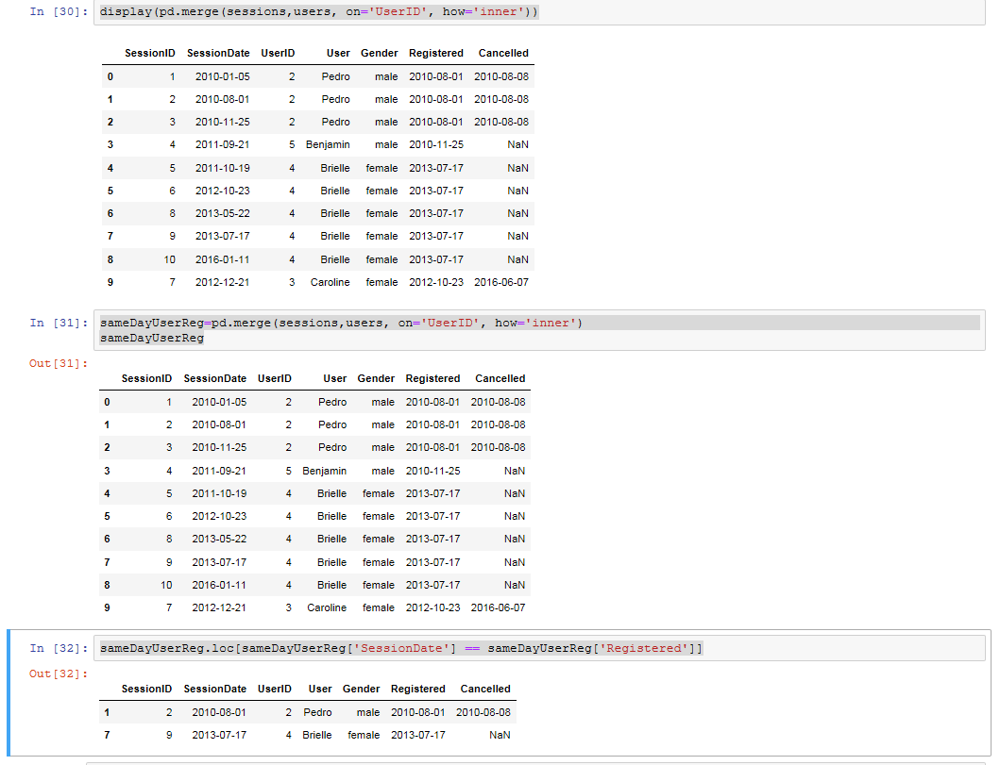 In [30]: display(pd.merge(sessions,users, on='UserID', how='inner'))
SessionID SessionDate UserID User Gender Registered Cancelled
0 1 2010-01-05 2 Pedro male 2010-08-01 2010-08-08
1 2 2010-08-01 2 Pedro male 2010-08-01 2010-08-08
2 3 2010-11-25 2 Pedro male 2010-08-01 2010-08-08
3 4 2011-09-21 5 Benjamin male 2010-11-25 NaN
4 5 2011-10-19 4 Brielle female 2013-07-17 NaN
5 6 2012-10-23 4 Brielle female 2013-07-17 NaN
6 8 2013-05-22 4 Brielle female 2013-07-17 NaN
7 9 2013-07-17 4 Brielle female 2013-07-17 NaN
8 10 2016-01-11 4 Brielle female 2013-07-17 NaN
9 7 2012-12-21 3 Caroline female 2012-10-23 2016-06-07
In [31]: sameDayUserReg=pd.merge(sessions,users, on='UserID', how='inner')
sameDayUserReg
Out[31]:
SessionID SessionDate UserID User Gender Registered Cancelled
0 1 2010-01-05 2 Pedro male 2010-08-01 2010-08-08
1 2 2010-08-01 2 Pedro male 2010-08-01 2010-08-08
2 3 2010-11-25 2 Pedro male 2010-08-01 2010-08-08
3 4 2011-09-21 5 Benjamin male 2010-11-25 NaN
4 5 2011-10-19 4 Brielle female 2013-07-17 NaN
5 6 2012-10-23 4 Brielle female 2013-07-17 NaN
6 8 2013-05-22 4 Brielle female 2013-07-17 NaN
7 9 2013-07-17 4 Brielle female 2013-07-17 NaN
8 10 2016-01-11 4 Brielle female 2013-07-17 NaN
9 7 2012-12-21 3 Caroline female 2012-10-23 2016-06-07
In [32]: sameDayUserReg.loc[sameDayUserReg['SessionDate'] == sameDayUserReg['Registered']]
Out[32]:
SessionID SessionDate UserID User Gender Registered Cancelled
1 2 2010-08-01 2 Pedro male 2010-08-01 2010-08-08
7 9 2013-07-17 4 Brielle female 2013-07-17 NaN